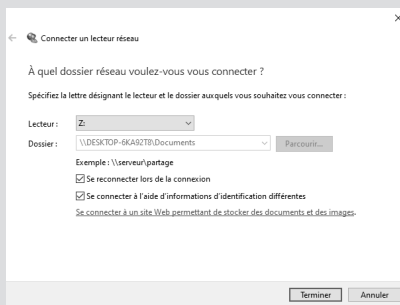 Connecter un lecteur réseau
À quel dossier réseau voulez-vous vous connecter ?
Spécifiez la lettre désignant le lecteur et le dossier auxquels vous souhaitez vous connecter :
Lecteur : Z:
Dossier : \\DESKTOP-6KA92T8\Documents Parcourir...
Exemple : \\serveur\partage
Se reconnecter lors de la connexion
Se connecter à l'aide d'informations d'identification différentes
Se connecter à un site Web permettant de stocker des documents et des images.
Terminer Annuler